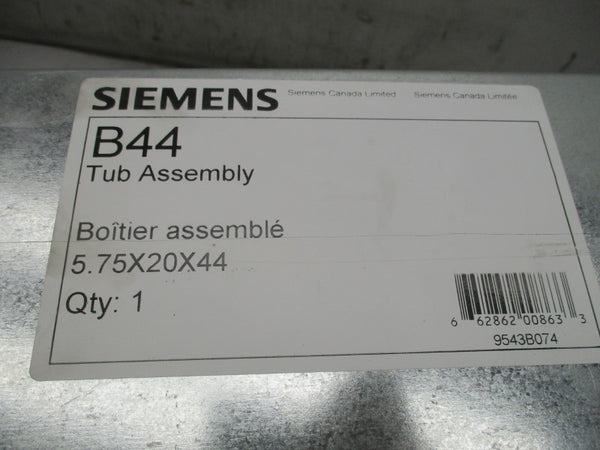 SIEMENS Siemens Canada Limited Siemens Canada Limitée
B44
Tub Assembly
Boîtier assemblé
5.75X20X44
Qty: 1
6 62862 00863 3
9543B074